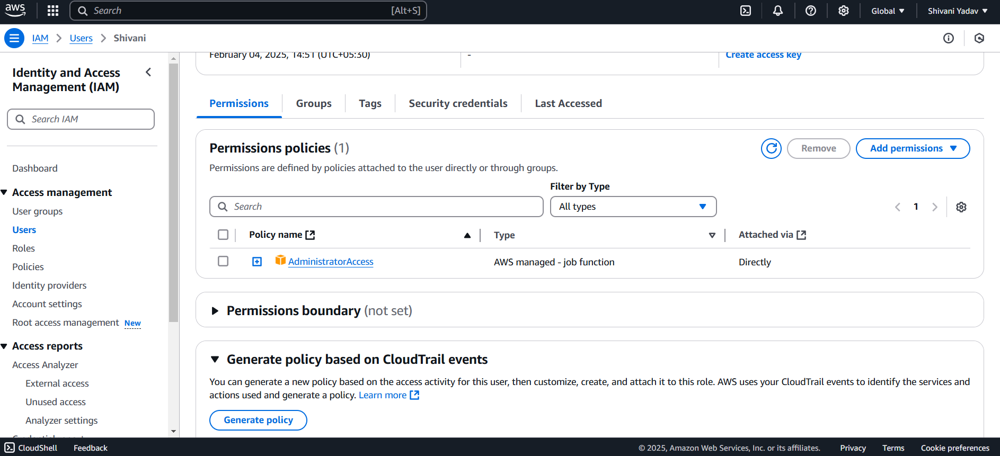 aws
Search
[Alt+S]
Global
Shivani Yadav
IAM
Users
Shivani
Identity and Access
Management (IAM)
Search IAM
Dashboard
Access management
User groups
Users
Roles
Policies
Identity providers
Account settings
Root access management New
Access reports
Access Analyzer
External access
Unused access
Analyzer settings
February 04, 2025, 14:51 (UTC+05:30)
-
Create access key
Permissions
Groups
Tags
Security credentials
Last Accessed
Permissions policies (1)
Remove
Add permissions
Permissions are defined by policies attached to the user directly or through groups.
Filter by Type
Search
All types
1
Policy name
Type
Attached via
AdministratorAccess
AWS managed - job function
Directly
Permissions boundary (not set)
Generate policy based on CloudTrail events
You can generate a new policy based on the access activity for this user, then customize, create, and attach it to this role. AWS uses your CloudTrail events to identify the services and
actions used and generate a policy. Learn more
Generate policy
CloudShell
Feedback
© 2025, Amazon Web Services, Inc. or its affiliates.
Privacy
Terms
Cookie preferences